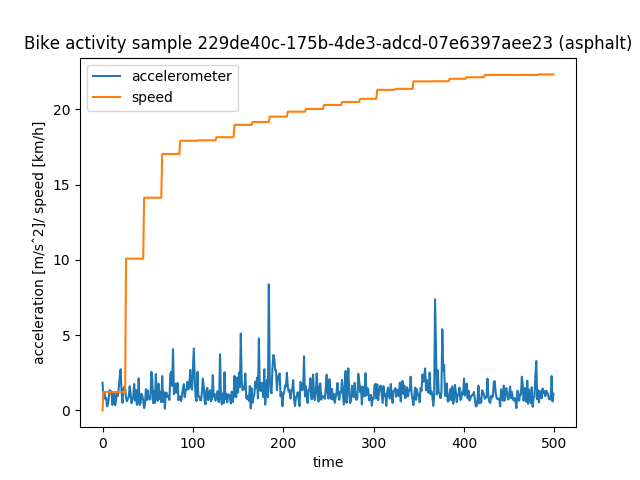 Bike activity sample 229de40c-175b-4de3-adcd-07e6397aee23 (asphalt)
accelerometer
speed
acceleration [m/s^2]/ speed [km/h]
20
15
10
5
0
0 100 200 300 400 500
time